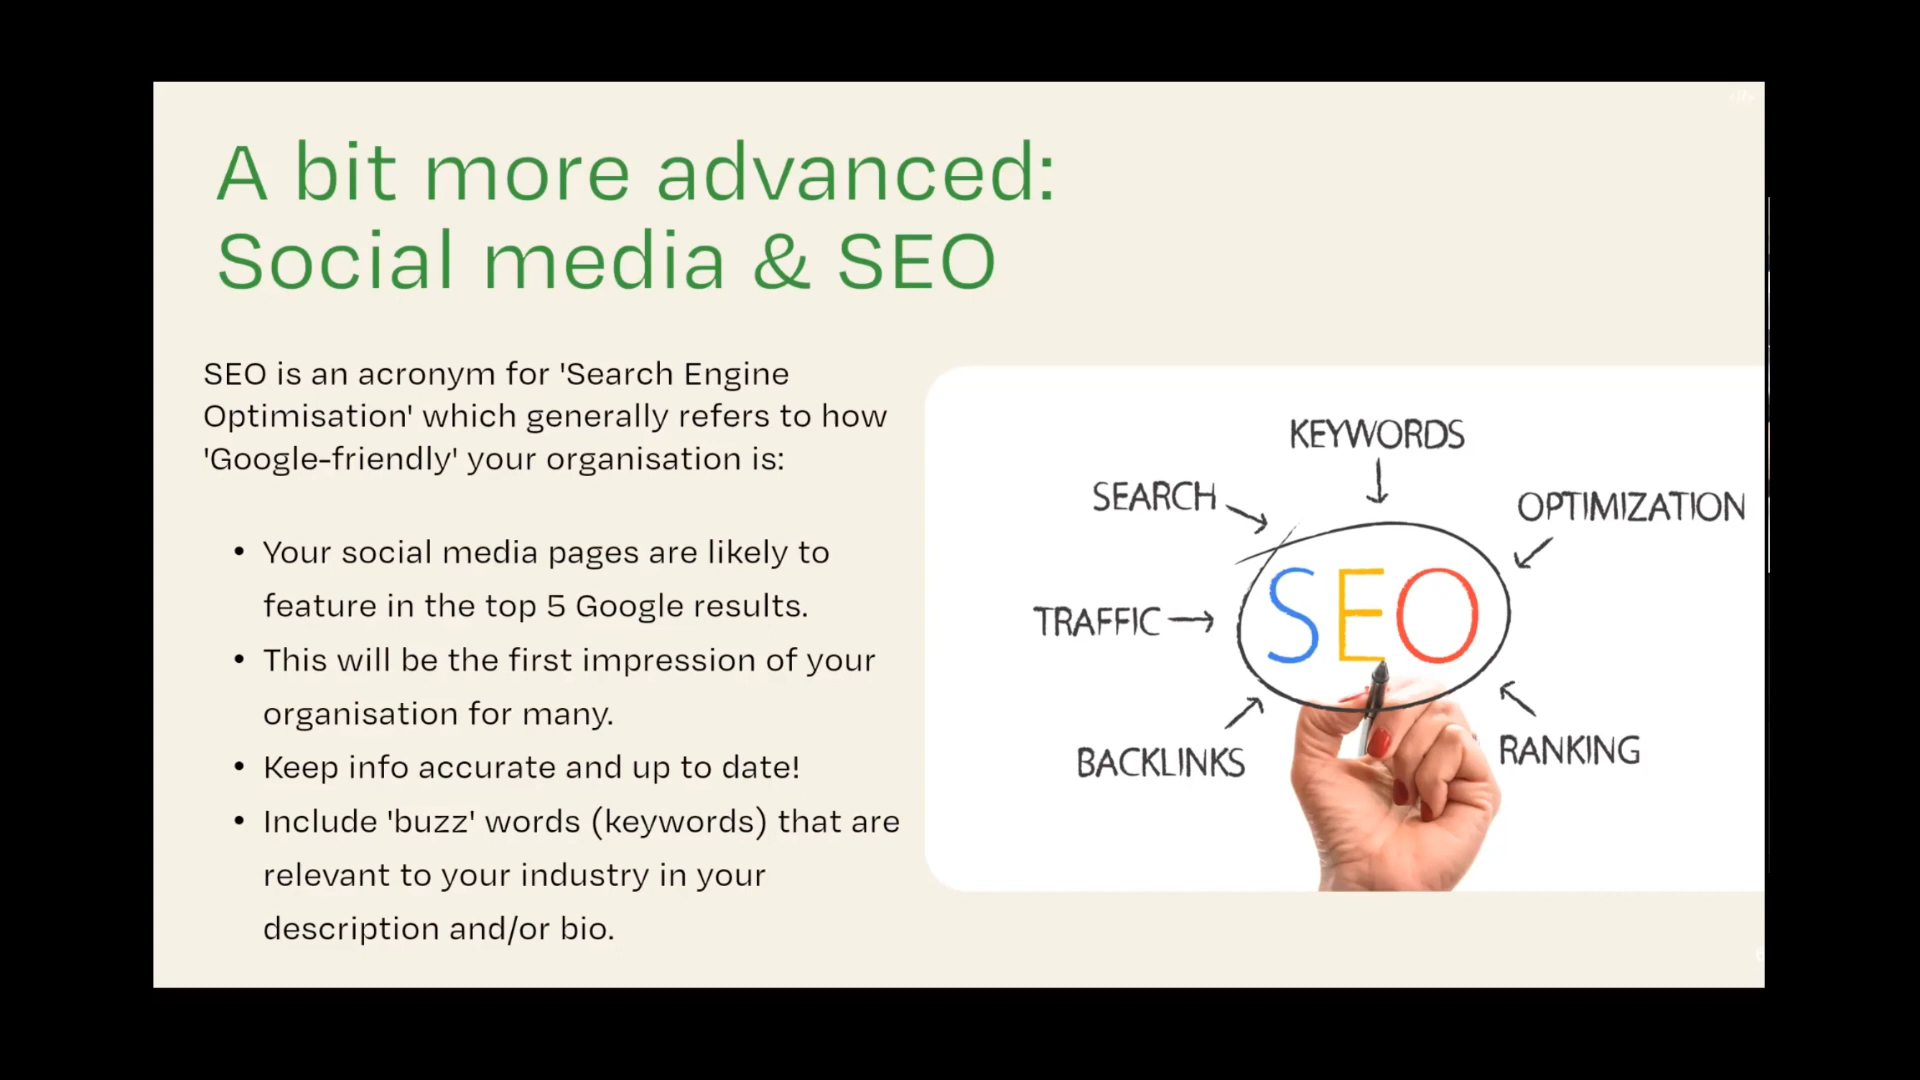 A bit more advanced:
Social media & SEO
SEO is an acronym for 'Search Engine
Optimisation' which generally refers to how
'Google-friendly' your organisation is:
• Your social media pages are likely to
feature in the top 5 Google results.
• This will be the first impression of your
organisation for many.
• Keep info accurate and up to date!
• Include 'buzz' words (keywords) that are
relevant to your industry in your
description and/or bio.
KEYWORDS
SEARCH
OPTIMIZATION
SEO
TRAFFIC
BACKLINKS
RANKING